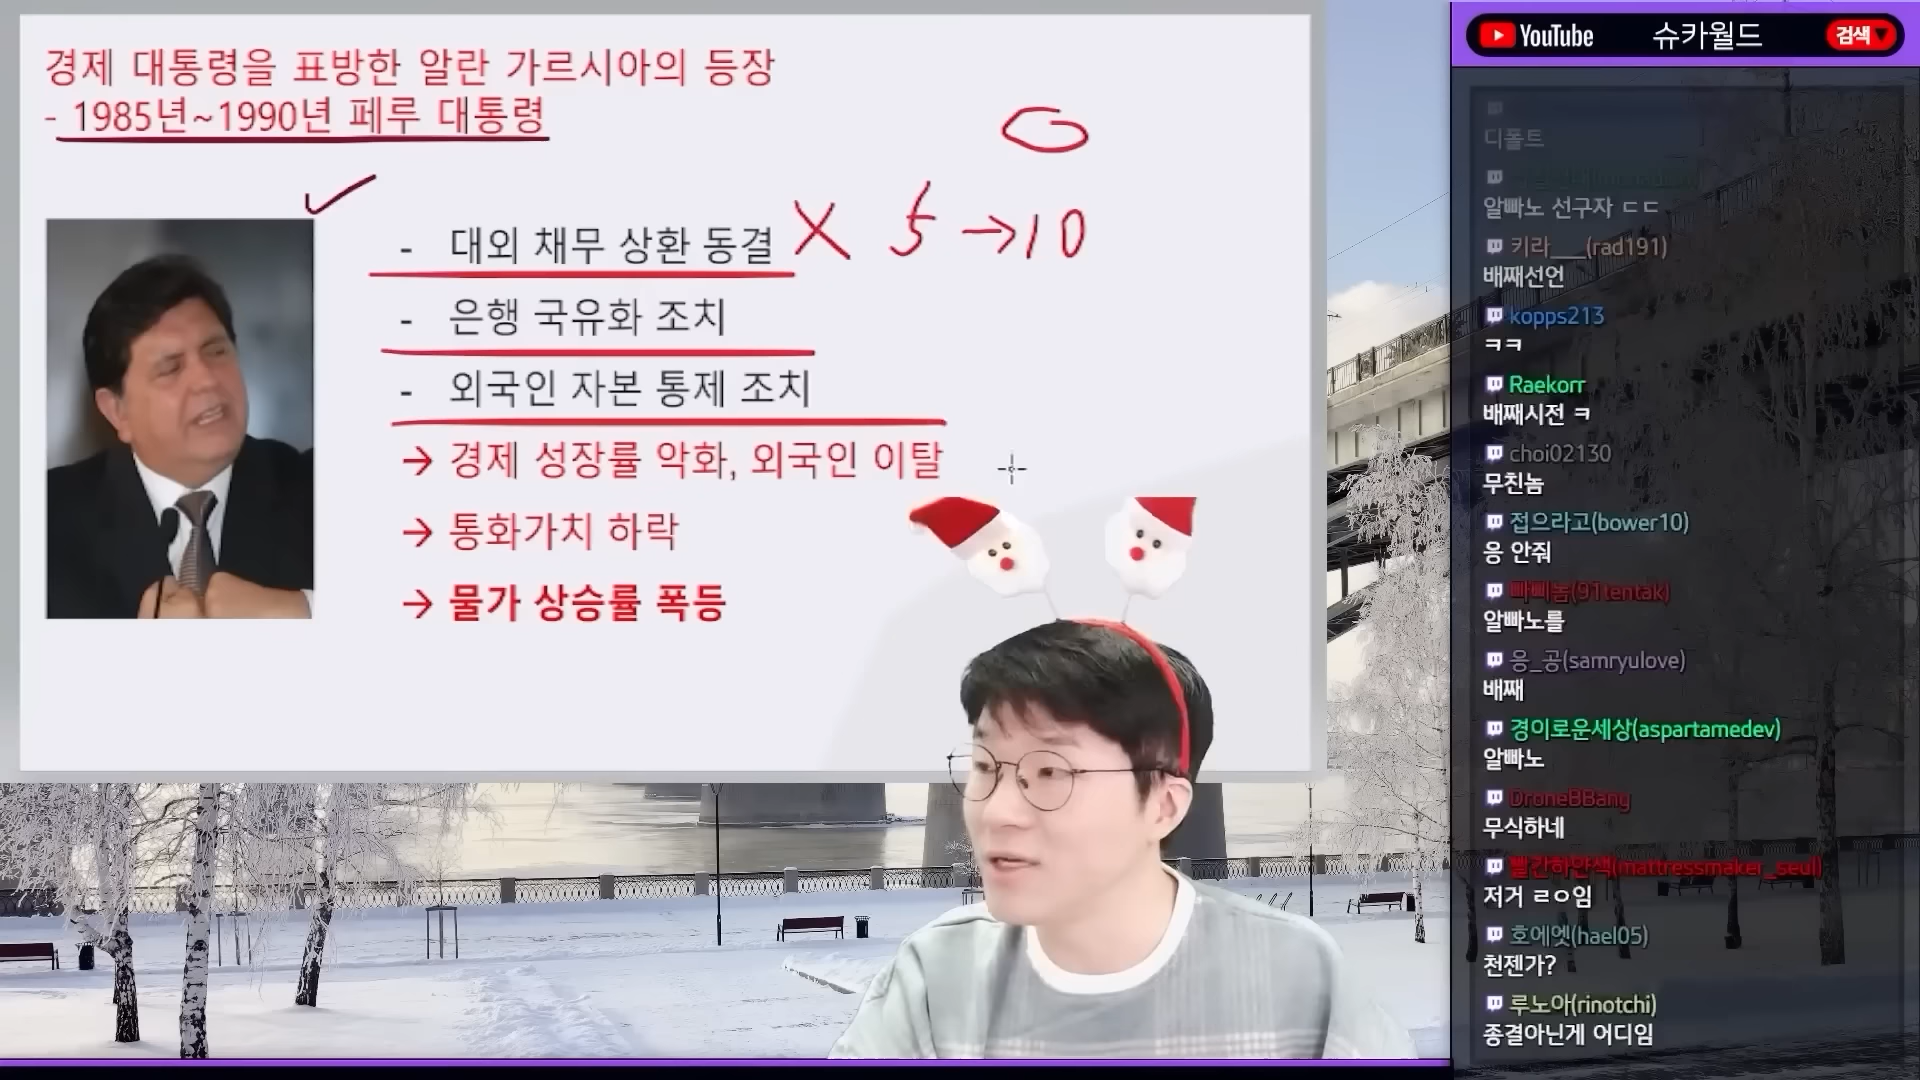 경제 대통령을 표방한 알란 가르시아의 등장
- 1985년~1990년 페루 대통령
- 대외 채무 상환 동결 X 5 → 10
- 은행 국유화 조치
- 외국인 자본 통제 조치
→ 경제 성장률 악화, 외국인 이탈
→ 통화가치 하락
→ 물가 상승률 폭등
YouTube 슈카월드 검색
디폴트
알빠노 선구자 ㄷㄷ
키라___(rad191)
배째선언
kopps213
ㅋㅋ
Raekorr
배째시전 ㅋ
choi02130
무친놈
접으라고(bower10)
응 안줘
빠삐놈(91tentak)
알빠노를
응_공(samryulove)
배째
경이로운세상(aspartamedev)
알빠노
DroneBBang
무식하네
빨간하얀색(mattressmaker_seul)
저거 ㄹㅇ임
호에엣(hael05)
천젠가?
루노아(rinotchi)
종결아닌게 어디임